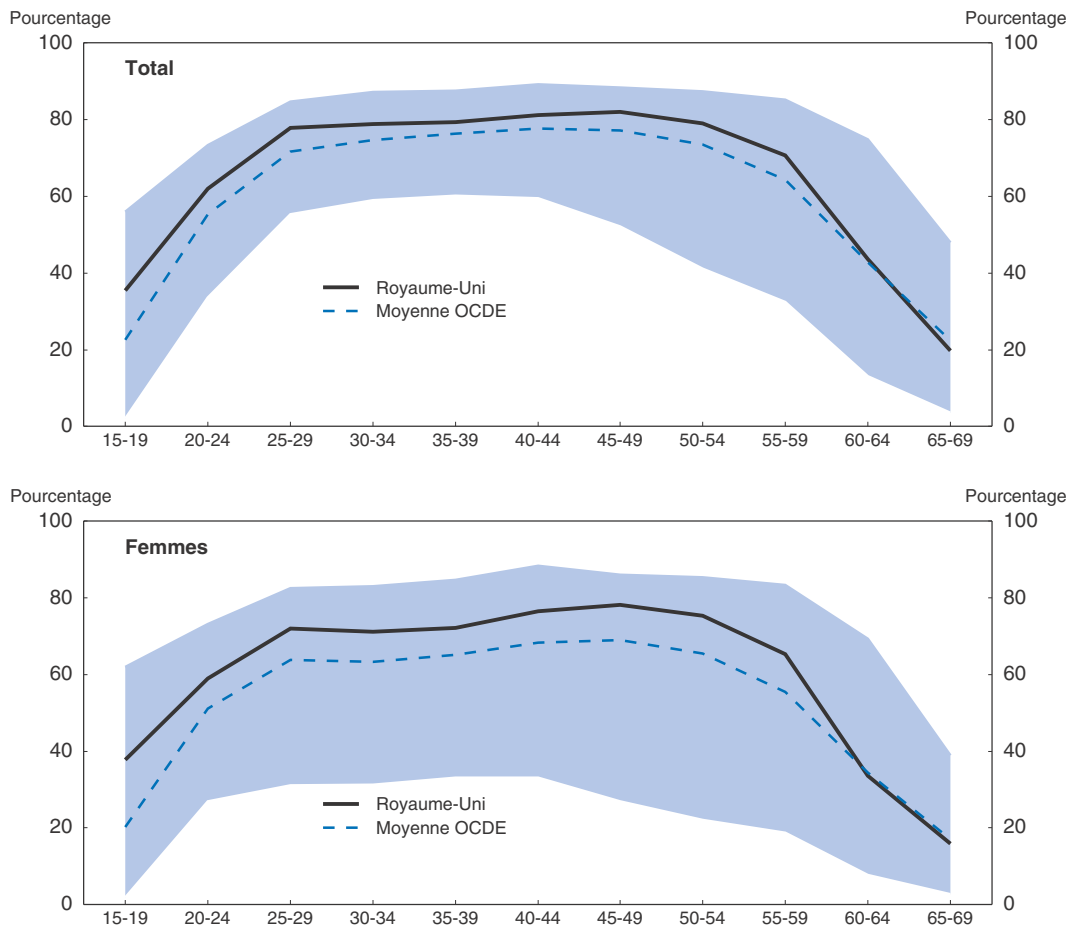 Pourcentage Pourcentage
100 100
Total
80 80
60 60
40 40
Royaume-Uni
Moyenne OCDE
20 20
0 0
15-19 20-24 25-29 30-34 35-39 40-44 45-49 50-54 55-59 60-64 65-69
Pourcentage Pourcentage
100 100
Femmes
80 80
60 60
40 40
Royaume-Uni
Moyenne OCDE
20 20
0 0
15-19 20-24 25-29 30-34 35-39 40-44 45-49 50-54 55-59 60-64 65-69